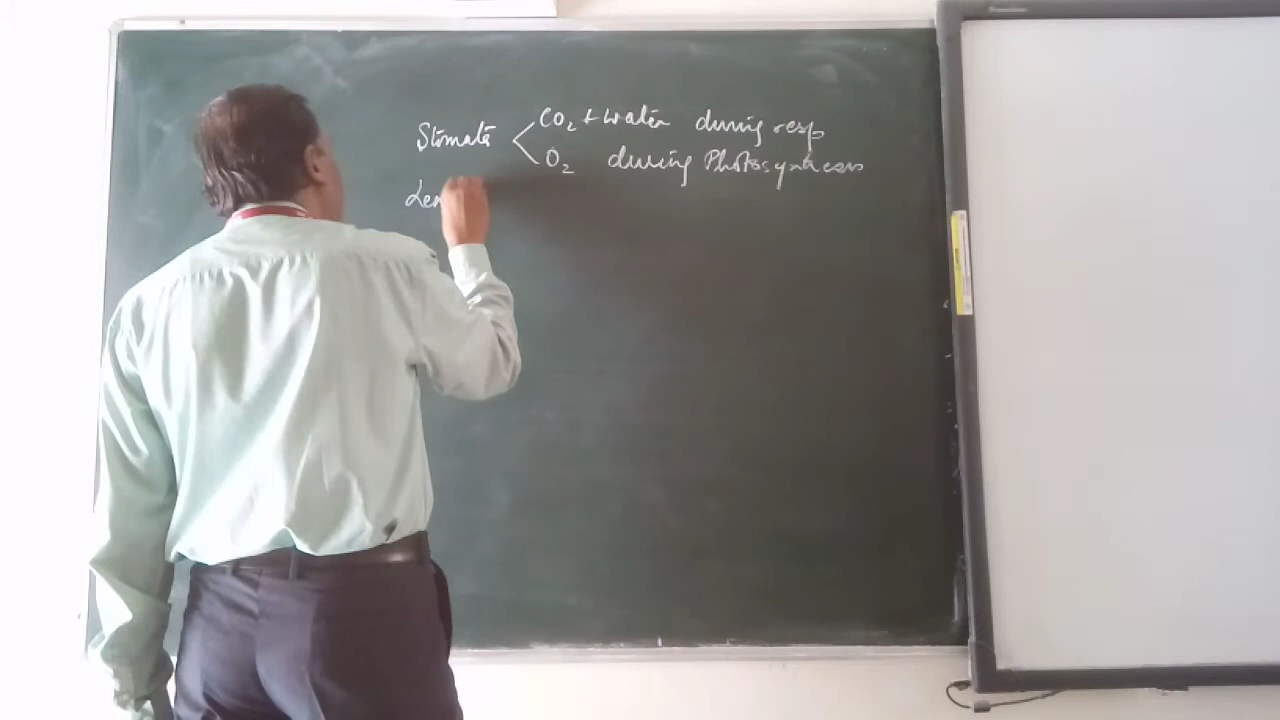 Stomata CO2 + water during resp
O2 during Photosynthesis
Len